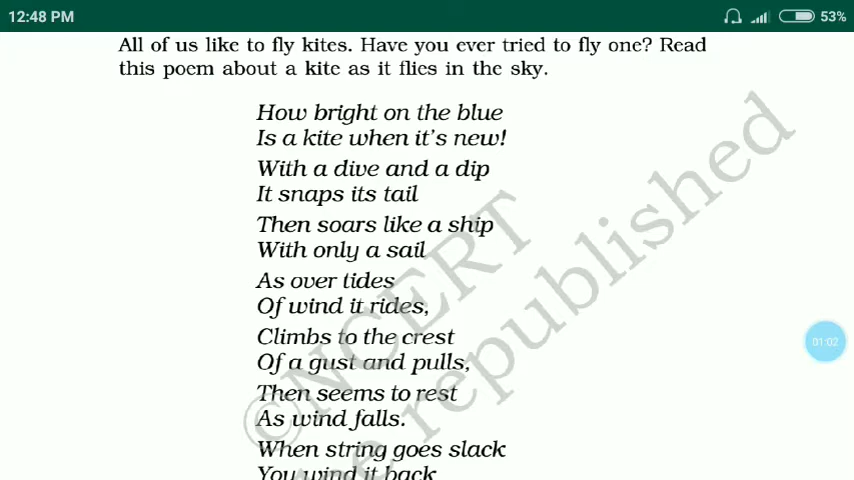 12:48 PM
53%
All of us like to fly kites. Have you ever tried to fly one? Read
this poem about a kite as it flies in the sky.
How bright on the blue
Is a kite when it's new!
With a dive and a dip
It snaps its tail
Then soars like a ship
With only a sail
As over tides
Of wind it rides,
Climbs to the crest
Of a gust and pulls,
Then seems to rest
As wind falls.
When string goes slack
You wind it back
©NCERT
be republished
01:02